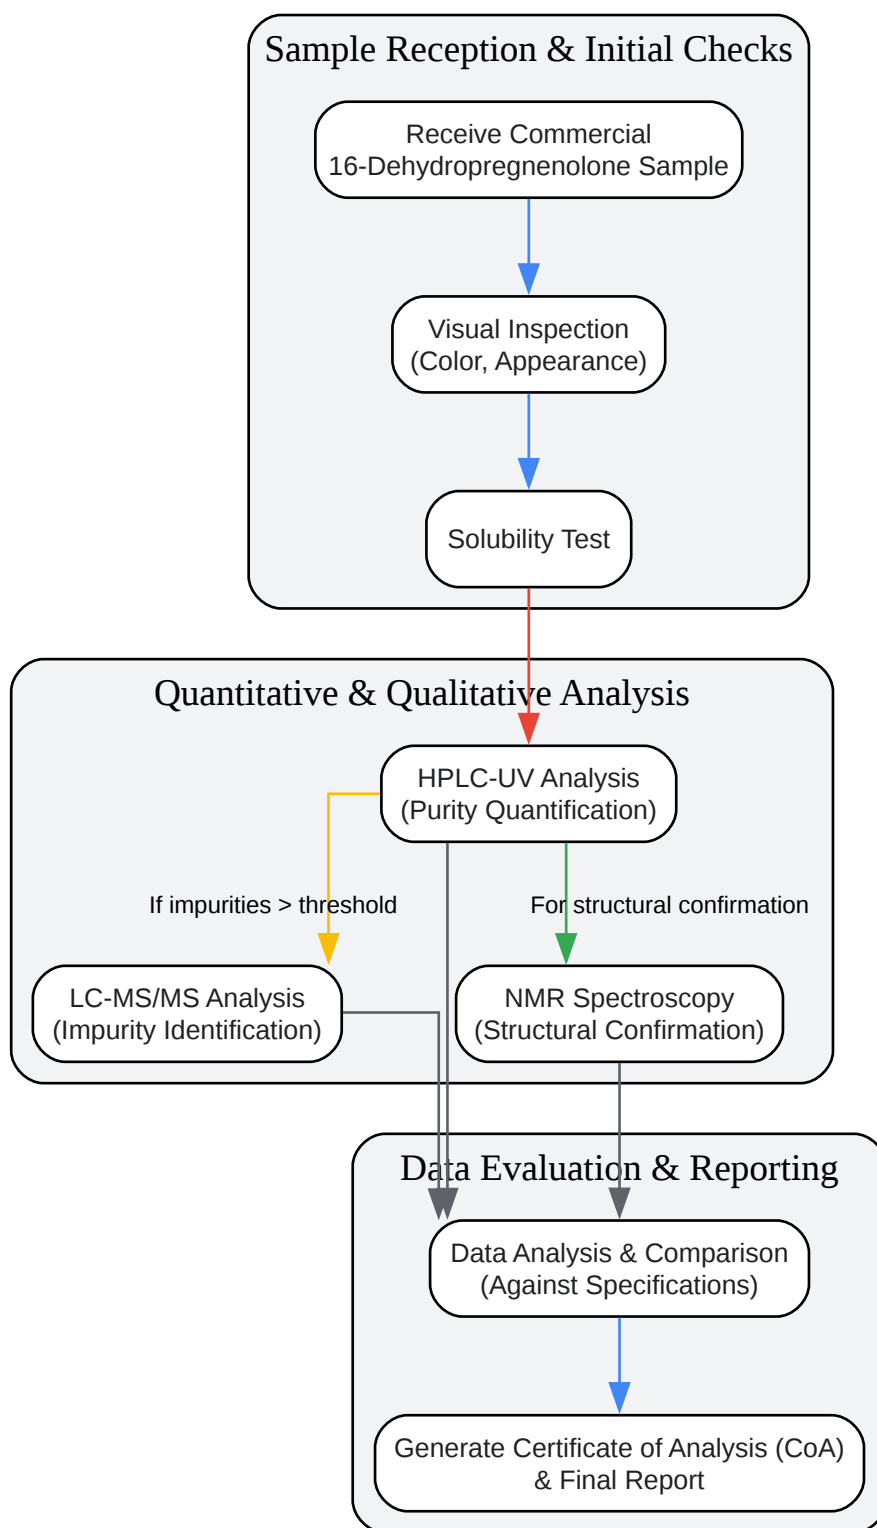 Sample Reception & Initial Checks
Receive Commercial
16-Dehydropregnenolone Sample
Visual Inspection
(Color, Appearance)
Solubility Test
Quantitative & Qualitative Analysis
HPLC-UV Analysis
(Purity Quantification)
If impurities > threshold
For structural confirmation
LC-MS/MS Analysis
(Impurity Identification)
NMR Spectroscopy
(Structural Confirmation)
Data Evaluation & Reporting
Data Analysis & Comparison
(Against Specifications)
Generate Certificate of Analysis (CoA)
& Final Report